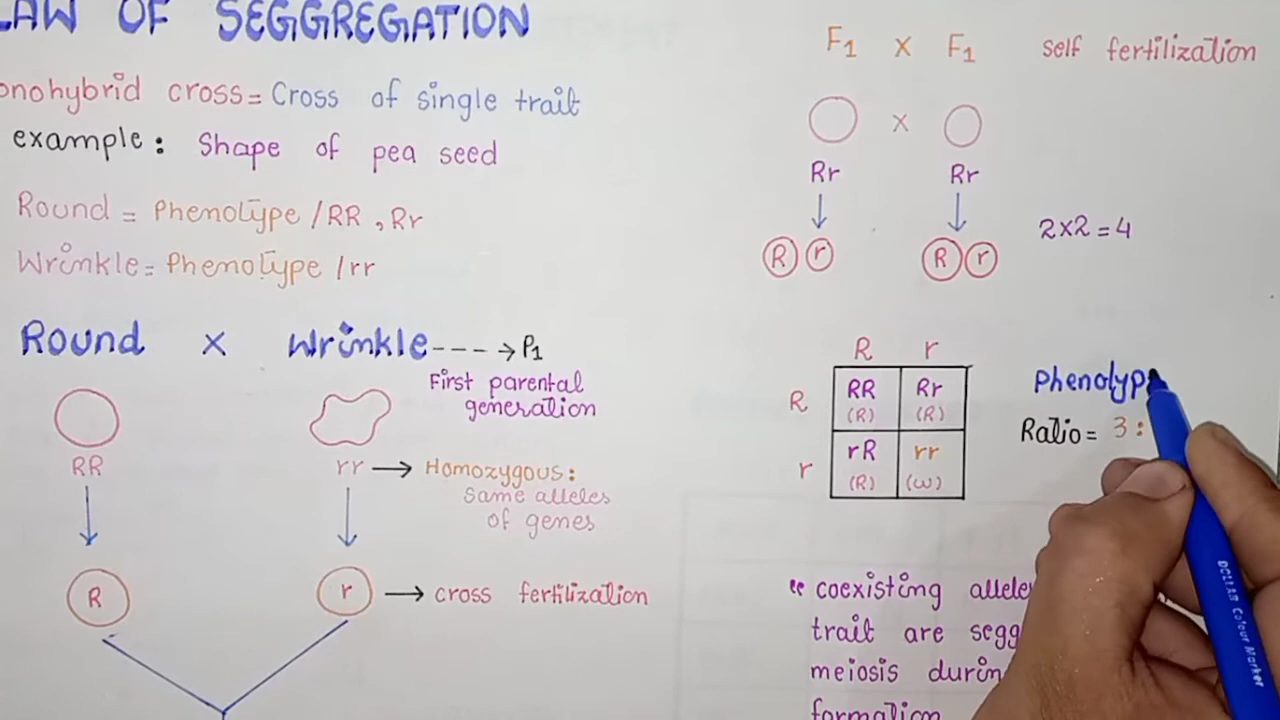 LAW OF SEGGREGATION
onohybrid cross = Cross of single trait
example : Shape of pea seed
Round = Phenotype / RR , Rr
Wrinkle = Phenotype / rr
Round x Wrinkle ----> P1
First parental
generation
RR
rr → Homozygous :
Same alleles
of genes
R
r → cross fertilization
F1 x F1 self fertilization
x
Rr Rr
R r R r
2x2 = 4
R r
R RR Rr
(R) (R)
r rR rr
(R) (W)
Phenotyp
Ratio = 3 :
" coexisting allele
trait are segg
meiosis durin
formation
DOLLAR Colour Marker